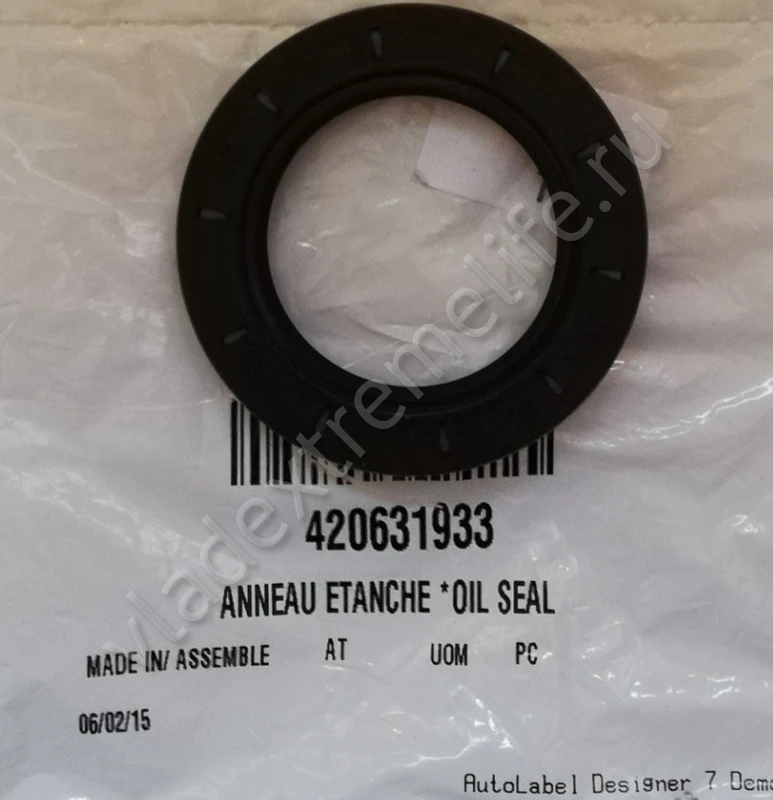 vladextremelife.ru
420631933
ANNEAU ETANCHE *OIL SEAL
MADE IN/ ASSEMBLE AT UOM PC
06/02/15
AutoLabel Designer 7 Demo